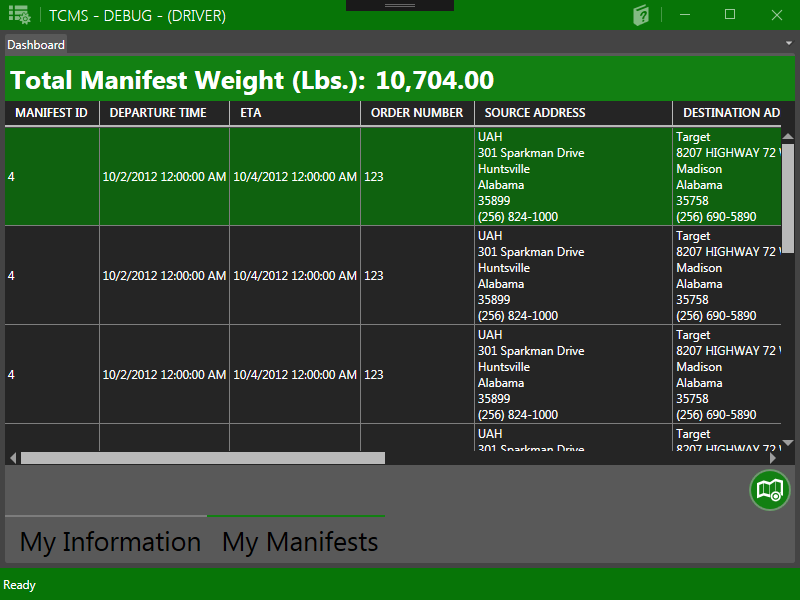 TCMS - DEBUG - (DRIVER)
Dashboard
Total Manifest Weight (Lbs.): 10,704.00
MANIFEST ID DEPARTURE TIME ETA ORDER NUMBER SOURCE ADDRESS DESTINATION AD
4 10/2/2012 12:00:00 AM 10/4/2012 12:00:00 AM 123
UAH
301 Sparkman Drive
Huntsville
Alabama
35899
(256) 824-1000
Target
8207 HIGHWAY 72
Madison
Alabama
35758
(256) 690-5890
4 10/2/2012 12:00:00 AM 10/4/2012 12:00:00 AM 123
UAH
301 Sparkman Drive
Huntsville
Alabama
35899
(256) 824-1000
Target
8207 HIGHWAY 72
Madison
Alabama
35758
(256) 690-5890
4 10/2/2012 12:00:00 AM 10/4/2012 12:00:00 AM 123
UAH
301 Sparkman Drive
Huntsville
Alabama
35899
(256) 824-1000
Target
8207 HIGHWAY 72
Madison
Alabama
35758
(256) 690-5890
UAH
301 Sparkman Drive
Target
8207 HIGHWAY 72
My Information My Manifests
Ready